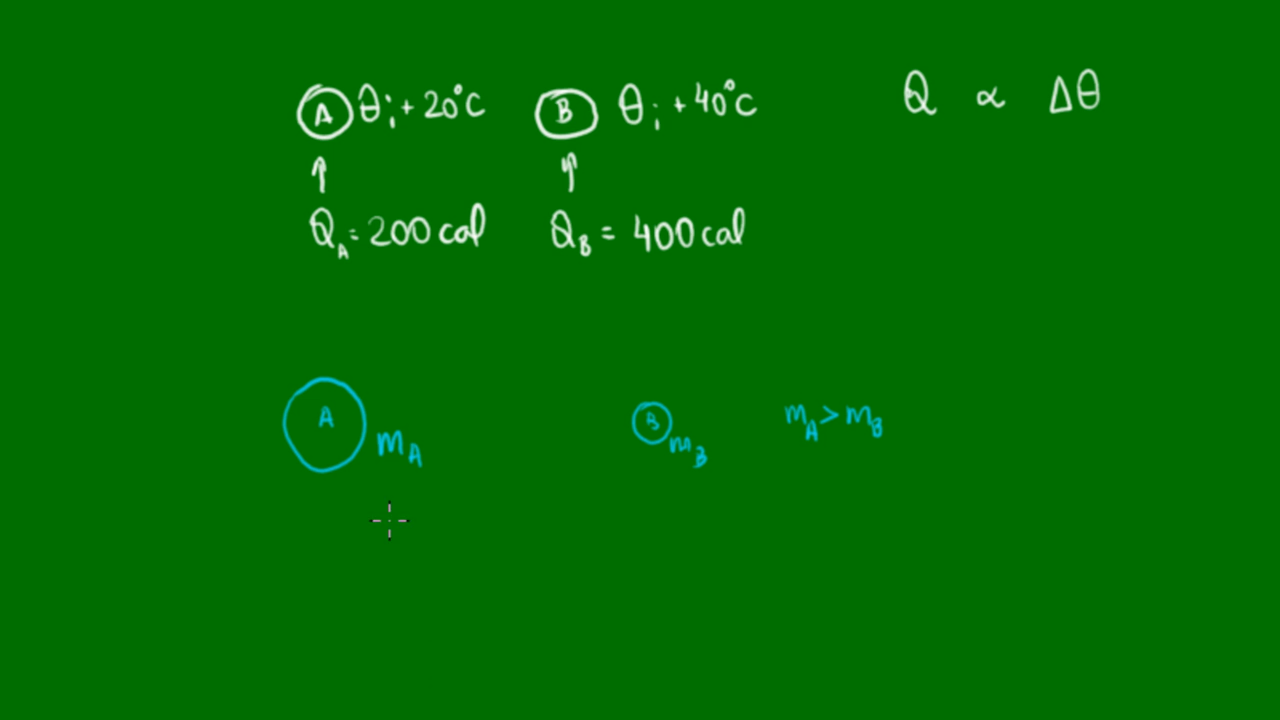 A θi + 20°C B θi + 40°C Q ∝ Δθ
↑ ↑
QA = 200 cal QB = 400 cal
A mA B mB mA > mB